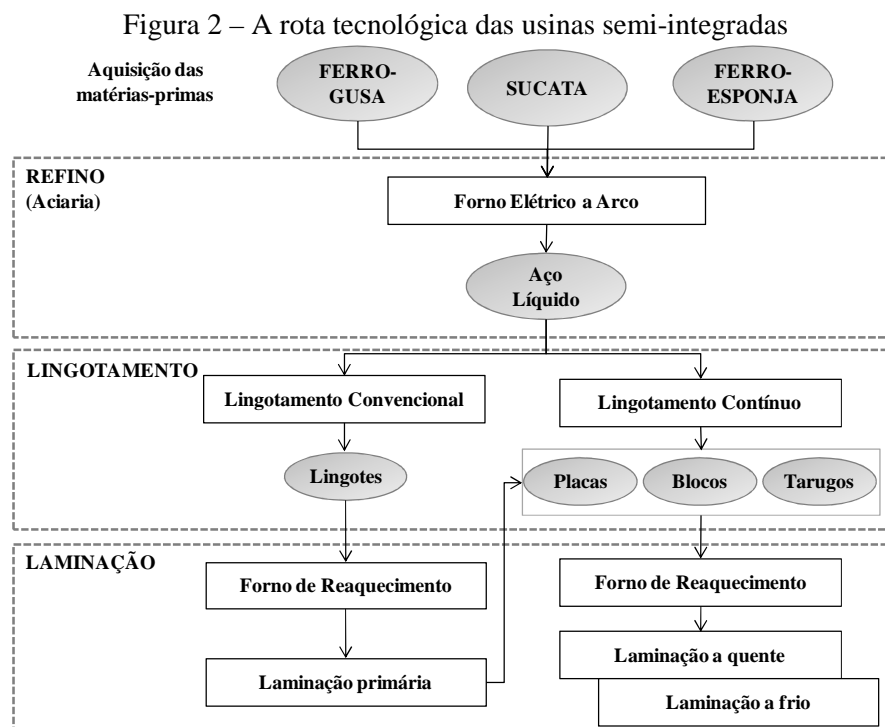 Figura 2 – A rota tecnológica das usinas semi-integradas
Aquisição das
matérias-primas
FERRO-
GUSA
SUCATA
FERRO-
ESPONJA
REFINO
(Aciaria)
Forno Elétrico a Arco
Aço
Líquido
LINGOTAMENTO
Lingotamento Convencional
Lingotamento Contínuo
Lingotes
Placas
Blocos
Tarugos
LAMINAÇÃO
Forno de Reaquecimento
Forno de Reaquecimento
Laminação primária
Laminação a quente
Laminação a frio